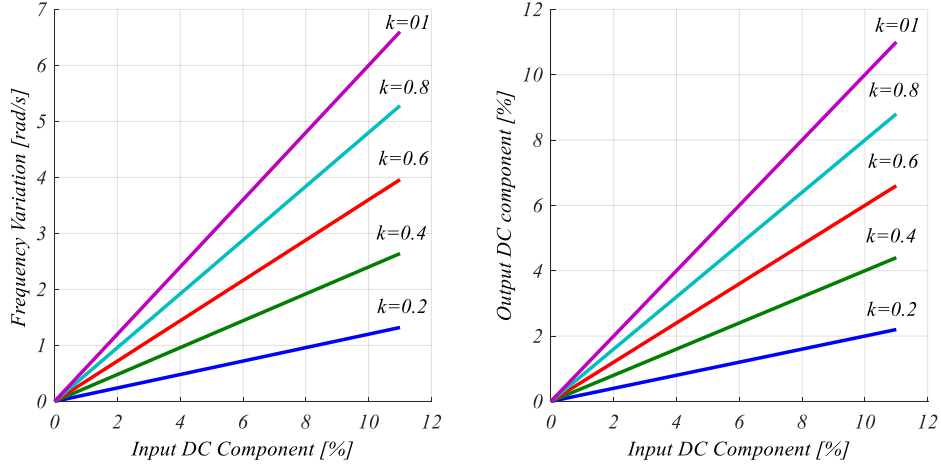 Frequency Variation [rad/s]
7
6
5
4
3
2
1
0
k=01
k=0.8
k=0.6
k=0.4
k=0.2
0 2 4 6 8 10 12
Input DC Component [%]
Output DC component [%]
12
10
8
6
4
2
0
k=01
k=0.8
k=0.6
k=0.4
k=0.2
0 2 4 6 8 10 12
Input DC Component [%]